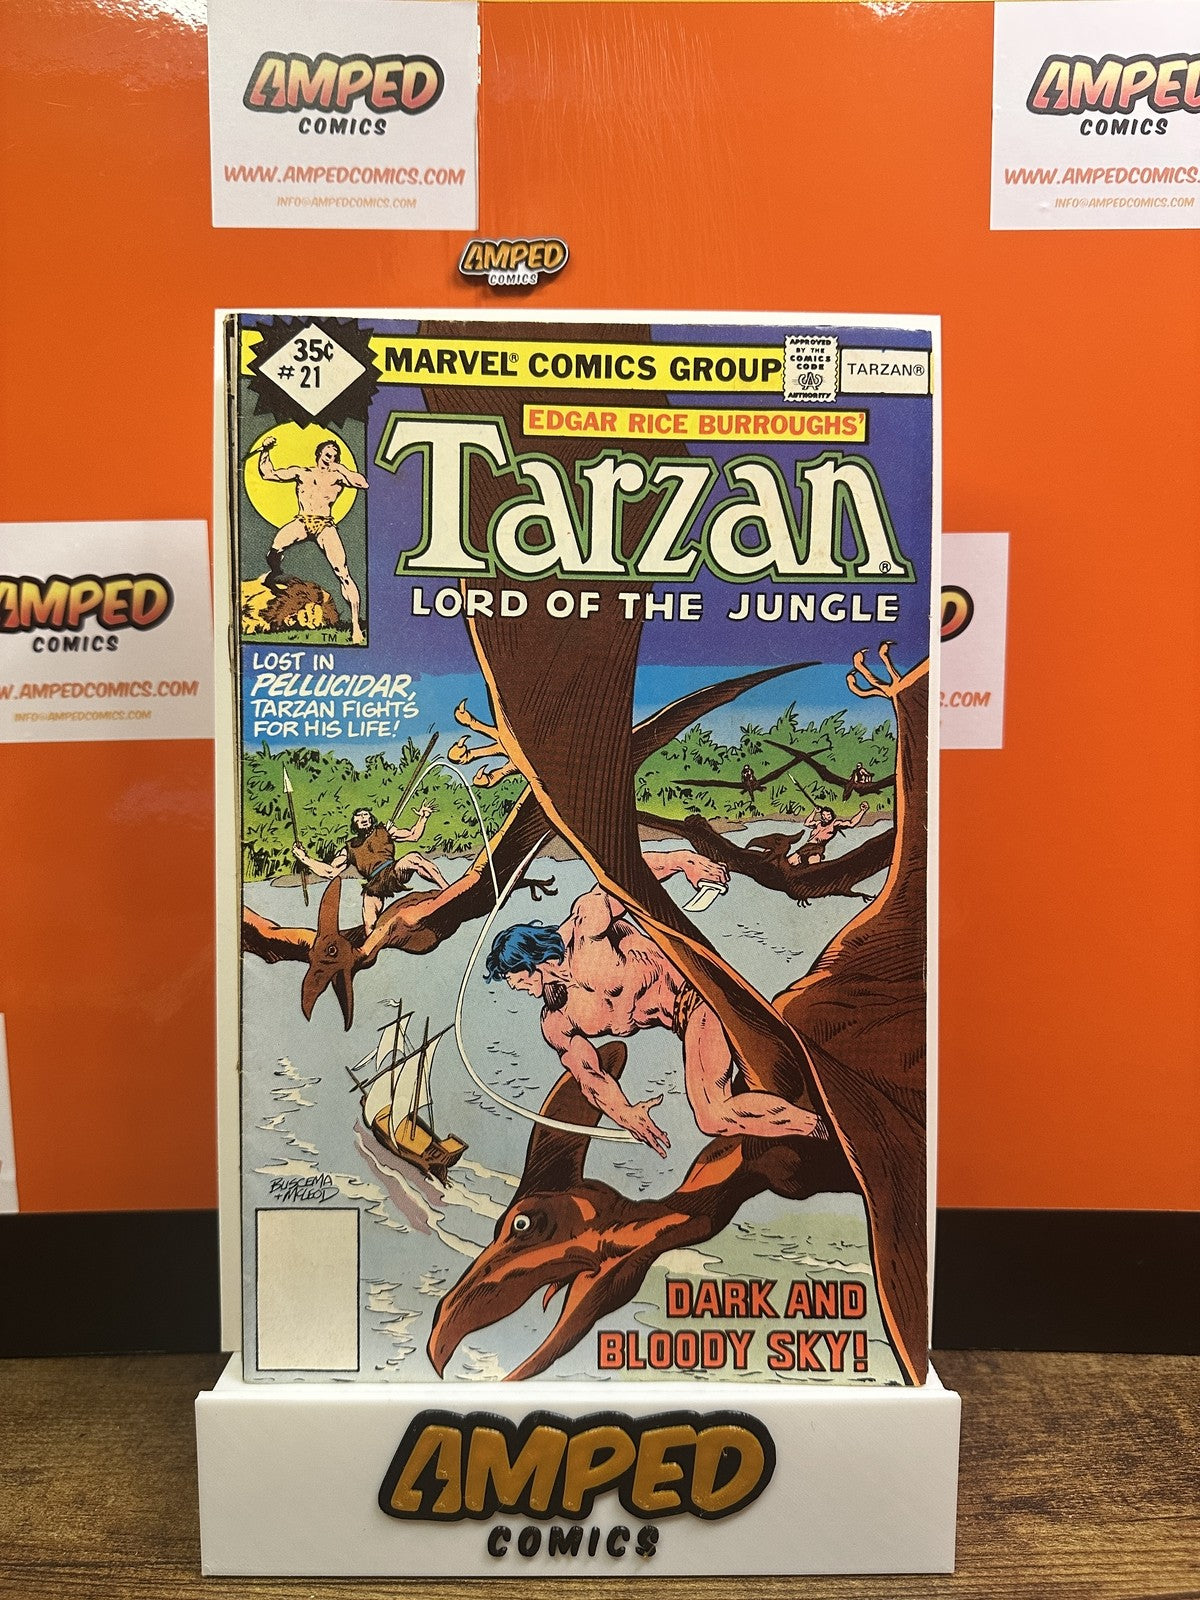 AMPED
COMICS
WWW.AMPEDCOMICS.COM
INFO@AMPEDCOMICS.COM
AMPED
COMICS
WWW.AMPEDCOMICS.COM
INFO@AMPEDCOMICS.COM
AMPED
COMICS
35¢
#21
MARVEL® COMICS GROUP
APPROVED
BY THE
COMICS
CODE
AUTHORITY
TARZAN®
EDGAR RICE BURROUGHS'
Tarzan®
LORD OF THE JUNGLE
TM
LOST IN
PELLUCIDAR,
TARZAN FIGHTS
FOR HIS LIFE!
AMPED
COMICS
W.AMPEDCOMICS.COM
INFO@AMPEDCOMICS.COM
D
S.COM
BUSCEMA
+ McLEOD
DARK AND
BLOODY SKY!
AMPED
COMICS